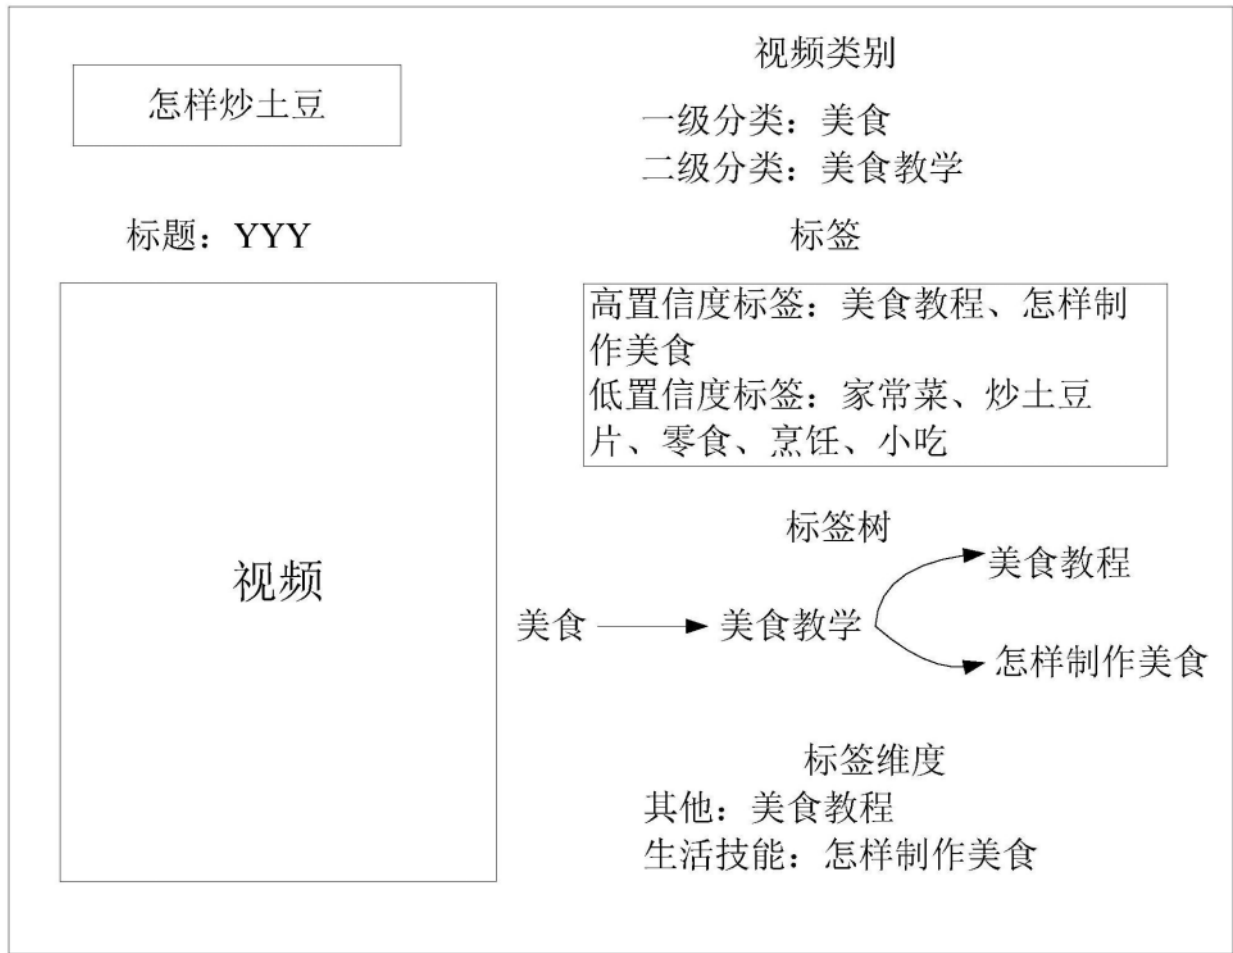 怎样炒土豆
标题：YYY
视频
视频类别
一级分类：美食
二级分类：美食教学
标签
高置信度标签：美食教程、怎样制
作美食
低置信度标签：家常菜、炒土豆
片、零食、烹饪、小吃
标签树
美食
美食教学
美食教程
怎样制作美食
标签维度
其他：美食教程
生活技能：怎样制作美食